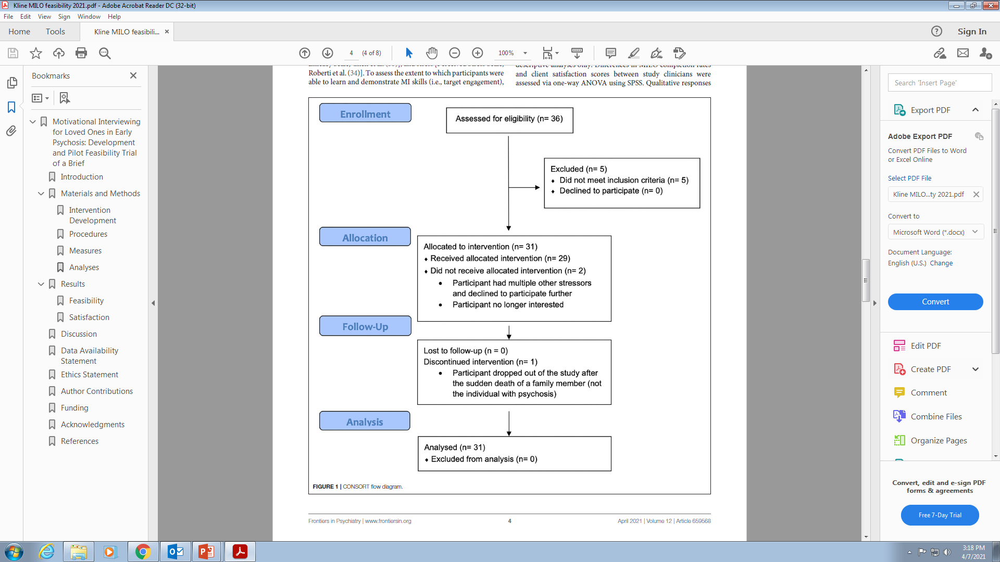 Kline MILO feasibility 2021.pdf - Adobe Acrobat Reader DC (32-bit)
File Edit View Sign Window Help
Home Tools Kline MILO feasibili... ×
Sign In
4 (4 of 8) 100%
Bookmarks
Motivational Interviewing
for Loved Ones in Early
Psychosis: Development
and Pilot Feasibility Trial
of a Brief
Introduction
Materials and Methods
Intervention
Development
Procedures
Measures
Analyses
Results
Feasibility
Satisfaction
Discussion
Data Availability
Statement
Ethics Statement
Author Contributions
Funding
Acknowledgments
References
Roberti et al. (34)]. To assess the extent to which participants were
able to learn and demonstrate MI skills (i.e., target engagement),
descriptive analyses only. Differences in MILO completion rates
and client satisfaction scores between study clinicians were
assessed via one-way ANOVA using SPSS. Qualitative responses
Enrollment
Assessed for eligibility (n= 36)
Excluded (n= 5)
♦ Did not meet inclusion criteria (n= 5)
♦ Declined to participate (n= 0)
Allocation
Allocated to intervention (n= 31)
♦ Received allocated intervention (n= 29)
♦ Did not receive allocated intervention (n= 2)
• Participant had multiple other stressors
and declined to participate further
• Participant no longer interested
Follow-Up
Lost to follow-up (n = 0)
Discontinued intervention (n= 1)
• Participant dropped out of the study after
the sudden death of a family member (not
the individual with psychosis)
Analysis
Analysed (n= 31)
♦ Excluded from analysis (n= 0)
FIGURE 1 | CONSORT flow diagram.
Frontiers in Psychiatry | www.frontiersin.org
4
April 2021 | Volume 12 | Article 659568
Search 'Insert Page'
Export PDF
Adobe Export PDF
Convert PDF Files to Word
or Excel Online
Select PDF File
Kline MILO...ty 2021.pdf
Convert to
Microsoft Word (*.docx)
Document Language:
English (U.S.) Change
Convert
Edit PDF
Create PDF
Comment
Combine Files
Organize Pages
Convert, edit and e-sign PDF
forms & agreements
Free 7-Day Trial
3:18 PM
4/7/2021